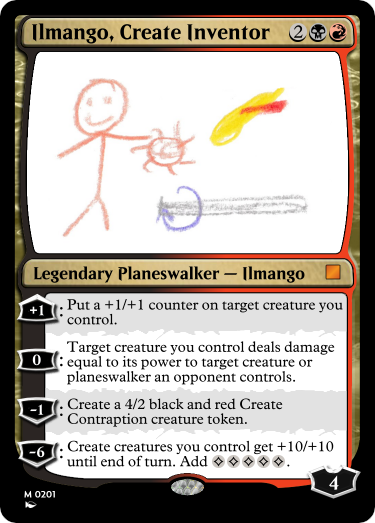 Ilmango, Create Inventor 2
Legendary Planeswalker — Ilmango
+1: Put a +1/+1 counter on target creature you
control.
0: Target creature you control deals damage
equal to its power to target creature or
planeswalker an opponent controls.
-1: Create a 4/2 black and red Create
Contraption creature token.
-6: Create creatures you control get +10/+10
until end of turn. Add .
4
M 0201